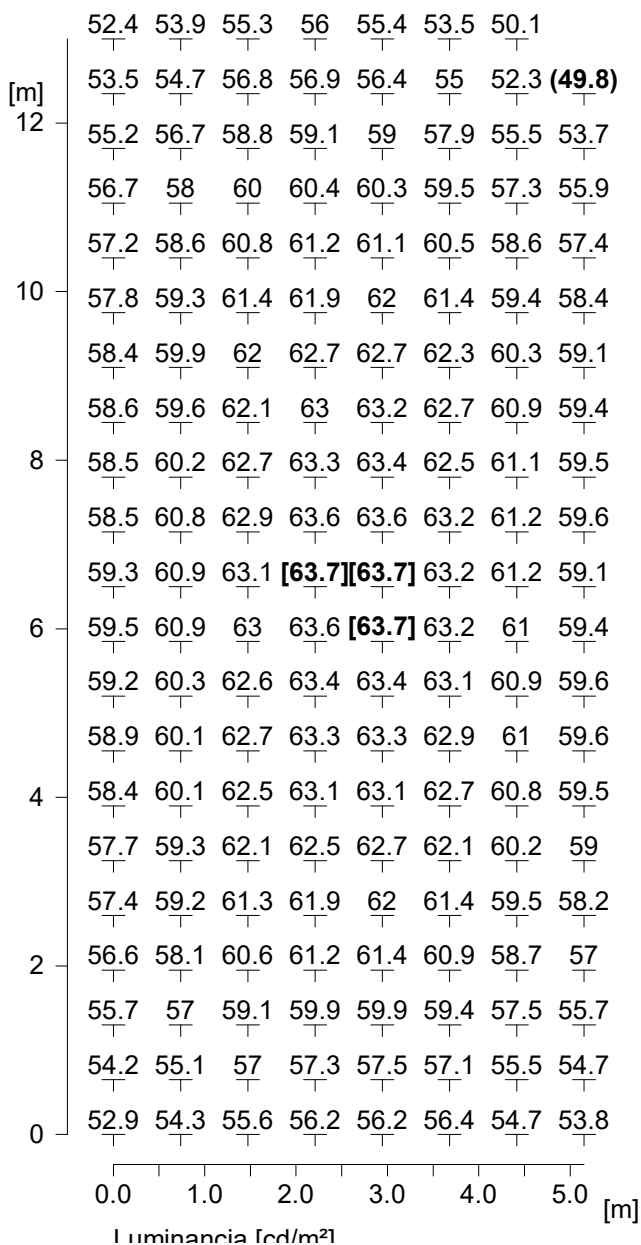 52.4 53.9 55.3 56 55.4 53.5 50.1
[m] 53.5 54.7 56.8 56.9 56.4 55 52.3 (49.8)
12
55.2 56.7 58.8 59.1 59 57.9 55.5 53.7
56.7 58 60 60.4 60.3 59.5 57.3 55.9
57.2 58.6 60.8 61.2 61.1 60.5 58.6 57.4
10
57.8 59.3 61.4 61.9 62 61.4 59.4 58.4
58.4 59.9 62 62.7 62.7 62.3 60.3 59.1
58.6 59.6 62.1 63 63.2 62.7 60.9 59.4
8 58.5 60.2 62.7 63.3 63.4 62.5 61.1 59.5
58.5 60.8 62.9 63.6 63.6 63.2 61.2 59.6
59.3 60.9 63.1 [63.7][63.7] 63.2 61.2 59.1
6 59.5 60.9 63 63.6 [63.7] 63.2 61 59.4
59.2 60.3 62.6 63.4 63.4 63.1 60.9 59.6
58.9 60.1 62.7 63.3 63.3 62.9 61 59.6
4 58.4 60.1 62.5 63.1 63.1 62.7 60.8 59.5
57.7 59.3 62.1 62.5 62.7 62.1 60.2 59
57.4 59.2 61.3 61.9 62 61.4 59.5 58.2
2 56.6 58.1 60.6 61.2 61.4 60.9 58.7 57
55.7 57 59.1 59.9 59.9 59.4 57.5 55.7
54.2 55.1 57 57.3 57.5 57.1 55.5 54.7
0 52.9 54.3 55.6 56.2 56.2 56.4 54.7 53.8
0.0 1.0 2.0 3.0 4.0 5.0 [m]
Luminancia [cd/m²]